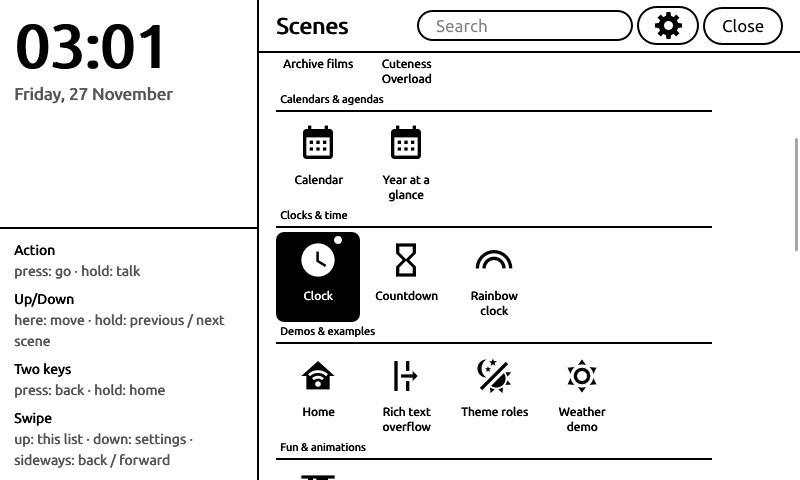 03:01
Friday, 27 November
Action
press: go · hold: talk
Up/Down
here: move · hold: previous / next
scene
Two keys
press: back · hold: home
Swipe
up: this list · down: settings ·
sideways: back / forward
Scenes
Search
Close
Archive films
Cuteness
Overload
Calendars & agendas
Calendar
Year at a
glance
Clocks & time
Clock
Countdown
Rainbow
clock
Demos & examples
Home
Rich text
overflow
Theme roles
Weather
demo
Fun & animations